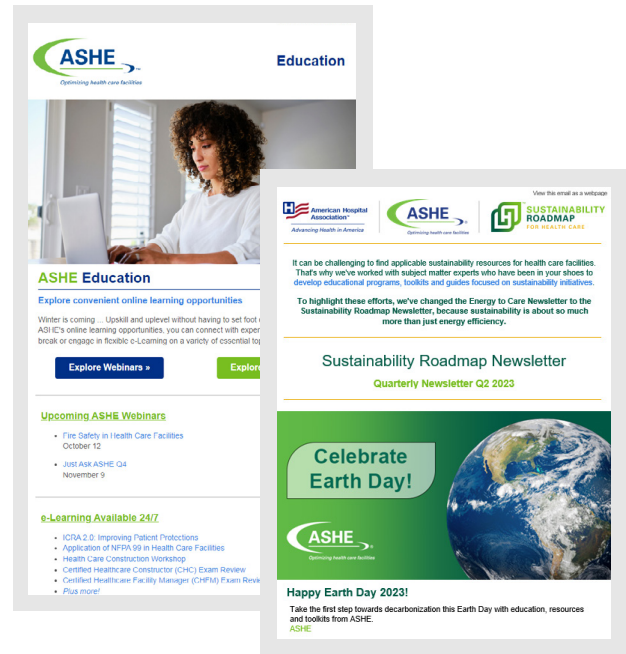 ASHE™
Optimizing health care facilities
Education
ASHE Education
Explore convenient online learning opportunities
Winter is coming ... Upskill and uplevel without having to set foot
ASHE's online learning opportunities, you can connect with exper
break or engage in flexible e-Learning on a variety of essential top
Explore Webinars »
Explor
Upcoming ASHE Webinars
• Fire Safety in Health Care Facilities
October 12
• Just Ask ASHE Q4
November 9
e-Learning Available 24/7
• ICRA 2.0: Improving Patient Protections
• Application of NFPA 99 in Health Care Facilities
• Health Care Construction Workshop
• Certified Healthcare Constructor (CHC) Exam Review
• Certified Healthcare Facility Manager (CHFM) Exam Revie
• Plus more!
View this email as a webpage
American Hospital
Association™
Advancing Health in America
ASHE®
Optimizing health care facilities
SUSTAINABILITY
ROADMAP
FOR HEALTH CARE
It can be challenging to find applicable sustainability resources for health care facilities.
That's why we've worked with subject matter experts who have been in your shoes to
develop educational programs, toolkits and guides focused on sustainability initiatives.
To highlight these efforts, we've changed the Energy to Care Newsletter to the
Sustainability Roadmap Newsletter, because sustainability is about so much
more than just energy efficiency.
Sustainability Roadmap Newsletter
Quarterly Newsletter Q2 2023
Celebrate
Earth Day!
ASHE®
Optimizing health care facilities
Happy Earth Day 2023!
Take the first step towards decarbonization this Earth Day with education, resources
and toolkits from ASHE.
ASHE